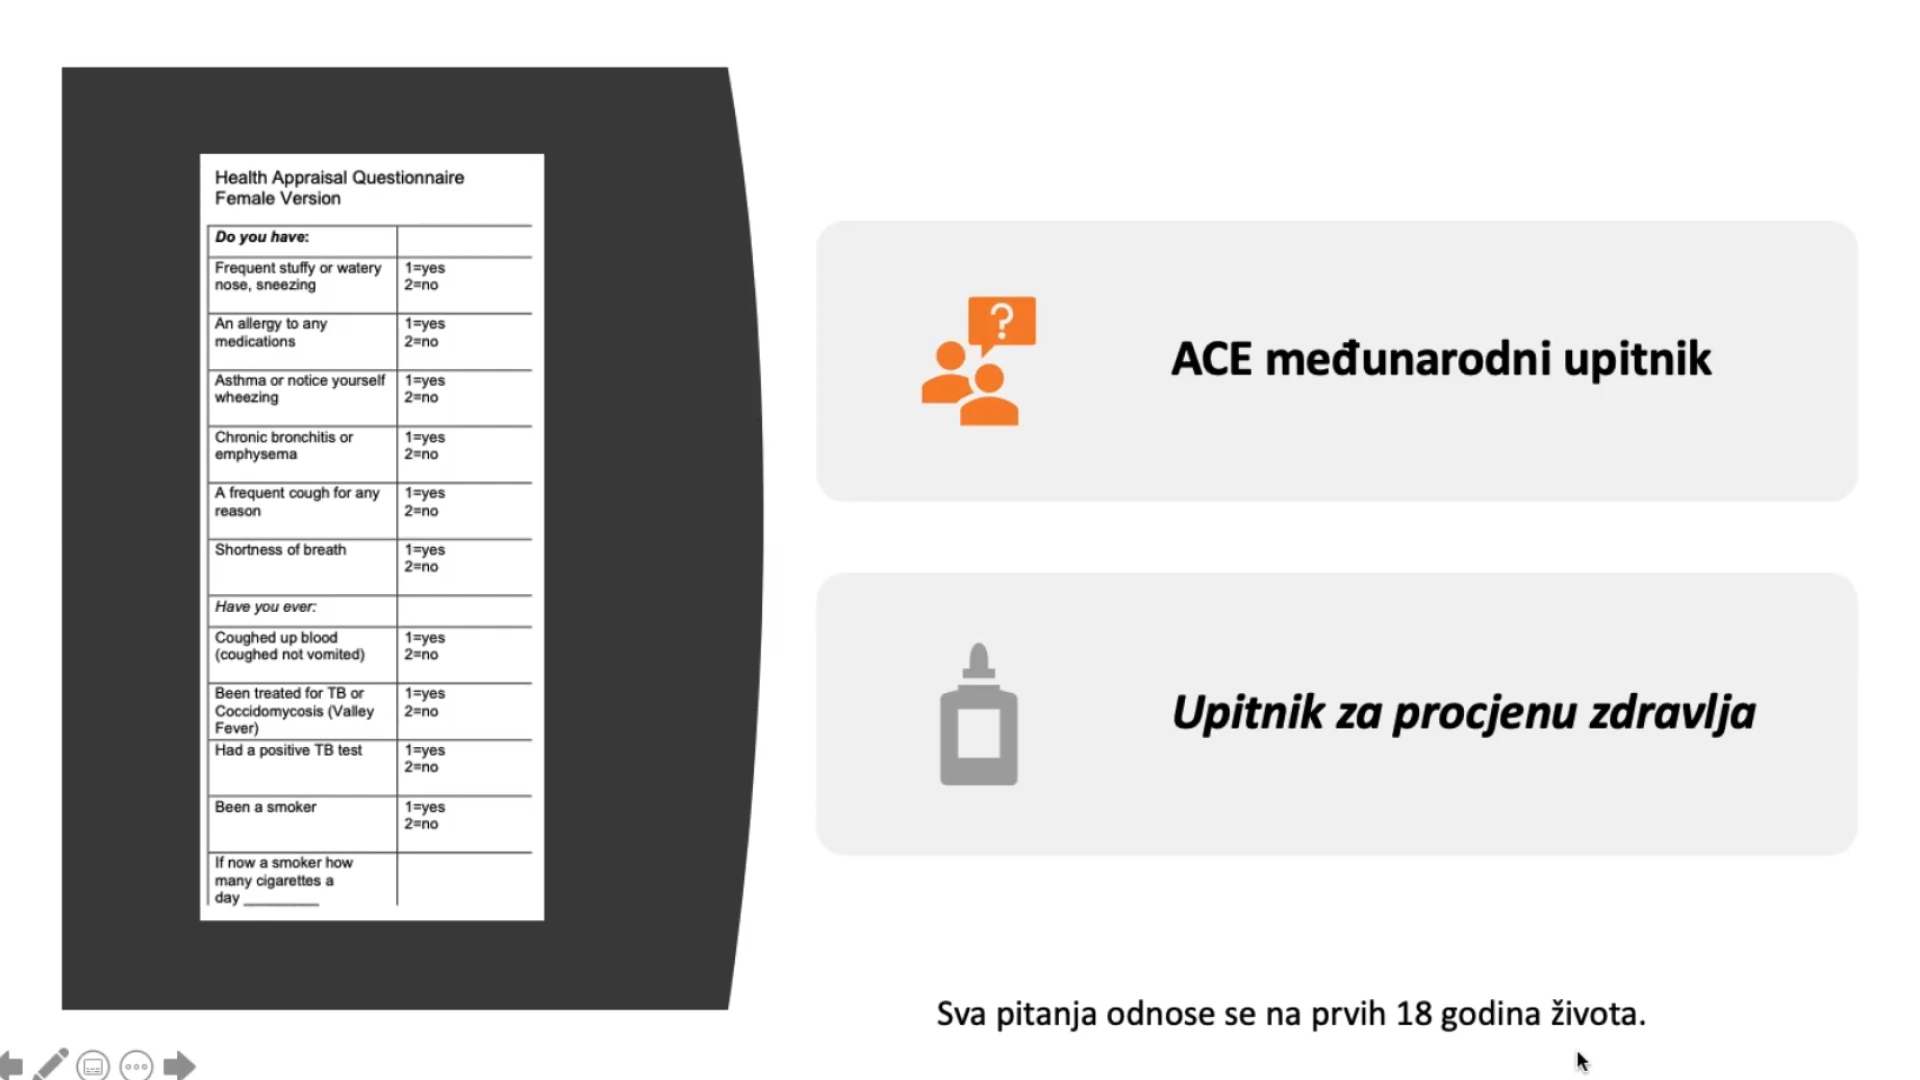 Health Appraisal Questionnaire
Female Version
Do you have:
Frequent stuffy or watery
nose, sneezing
1=yes
2=no
An allergy to any
medications
1=yes
2=no
Asthma or notice yourself
wheezing
1=yes
2=no
Chronic bronchitis or
emphysema
1=yes
2=no
A frequent cough for any
reason
1=yes
2=no
Shortness of breath
1=yes
2=no
Have you ever:
Coughed up blood
(coughed not vomited)
1=yes
2=no
Been treated for TB or
Coccidomycosis (Valley
Fever)
1=yes
2=no
Had a positive TB test
1=yes
2=no
Been a smoker
1=yes
2=no
If now a smoker how
many cigarettes a
day _________
?
ACE međunarodni upitnik
Upitnik za procjenu zdravlja
Sva pitanja odnose se na prvih 18 godina života.